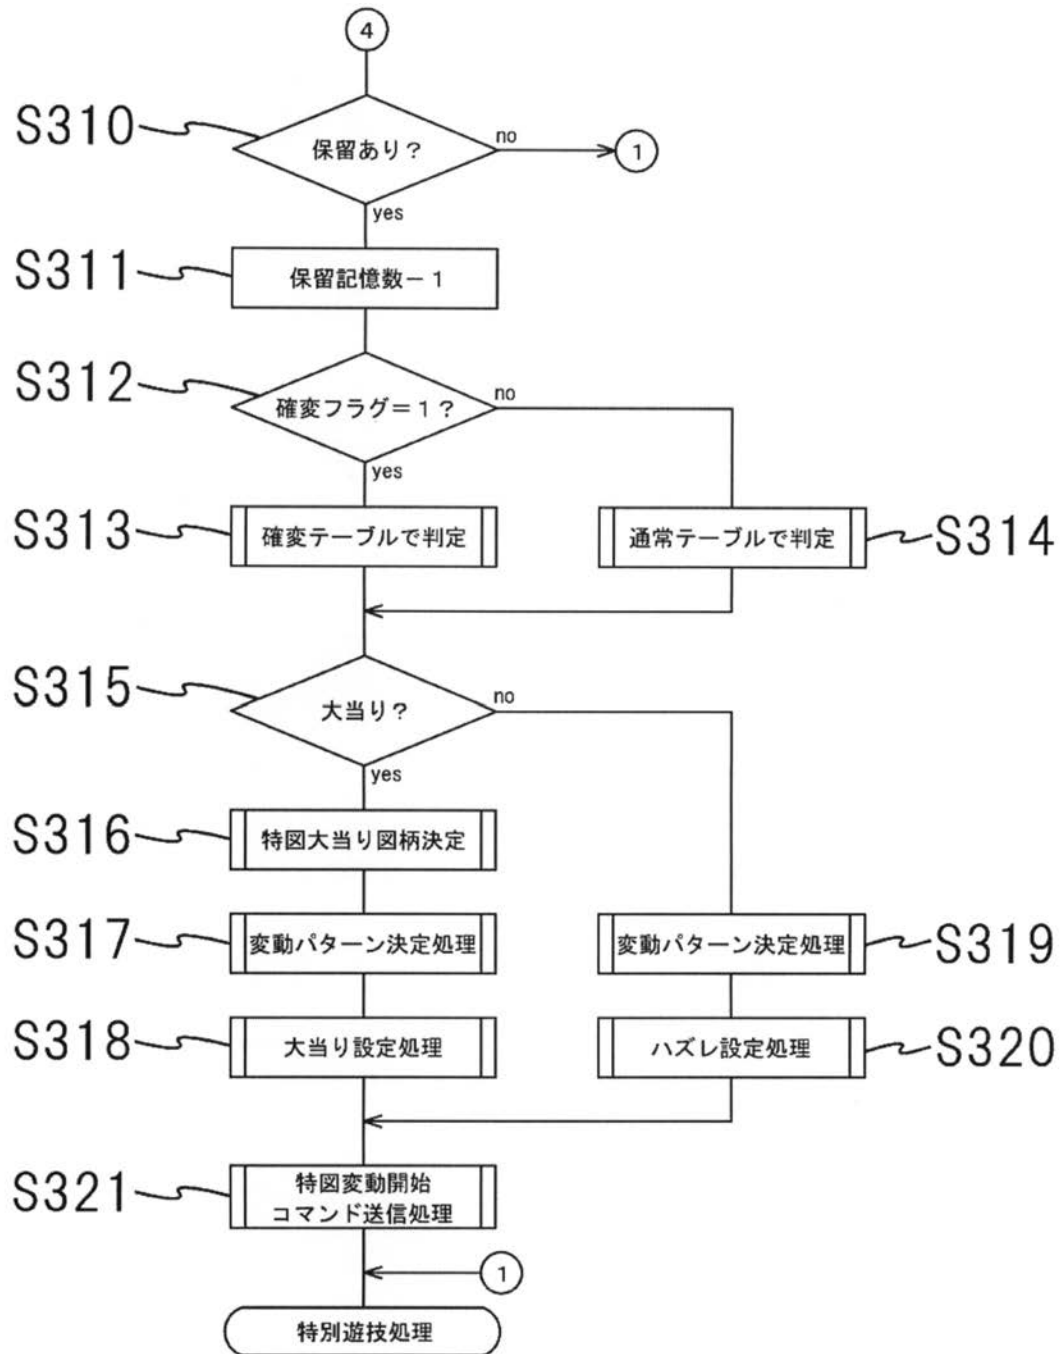 ④
S310
保留あり？
no
①
yes
S311
保留記憶数－１
S312
確変フラグ＝１？
no
yes
S313
確変テーブルで判定
通常テーブルで判定
S314
S315
大当り？
no
yes
S316
特図大当り図柄決定
S317
変動パターン決定処理
変動パターン決定処理
S319
S318
大当り設定処理
ハズレ設定処理
S320
S321
特図変動開始
コマンド送信処理
①
特別遊技処理